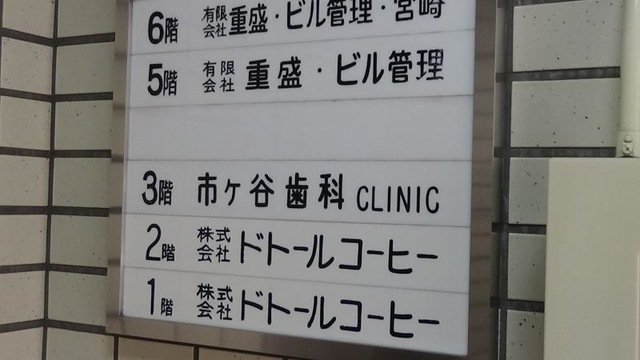 6階 有限会社 重盛・ビル管理・宮崎
5階 有限会社 重盛・ビル管理
3階 市ヶ谷歯科 CLINIC
2階 株式会社 ドトールコーヒー
1階 株式会社 ドトールコーヒー